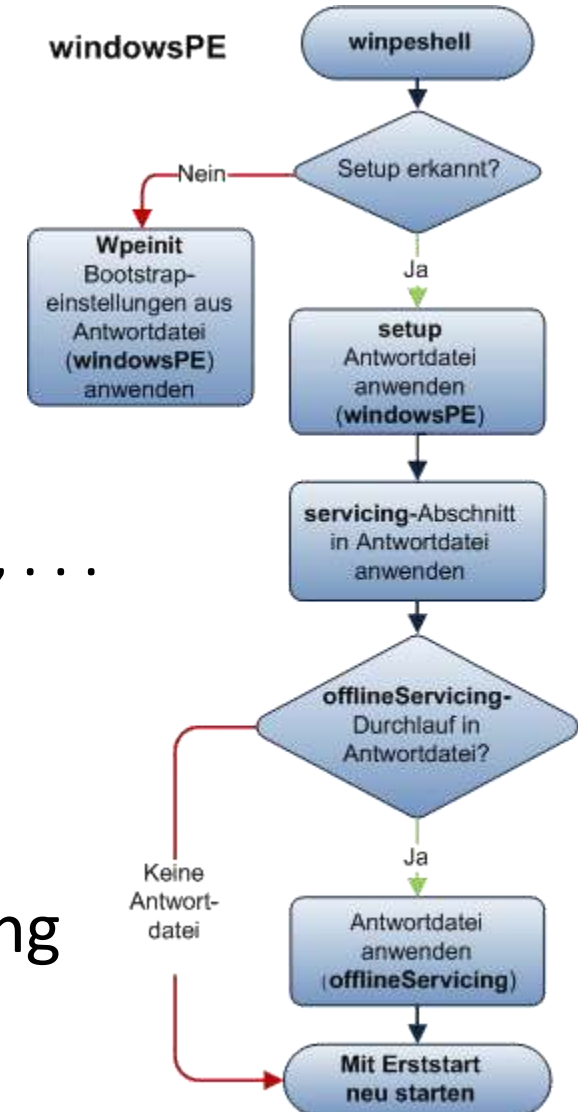 windowsPE
winpeshell
Setup erkannt?
Nein
Wpeinit
Bootstrap-
einstellungen aus
Antwortdatei
(windowsPE)
anwenden
Ja
setup
Antwortdatei
anwenden
(windowsPE)
servicing-Abschnitt
in Antwortdatei
anwenden
, . . .
offlineServicing-
Durchlauf in
Antwortdatei?
Keine
Antwort-
datei
Ja
ng
Antwortdatei
anwenden
(offlineServicing)
Mit Erststart
neu starten